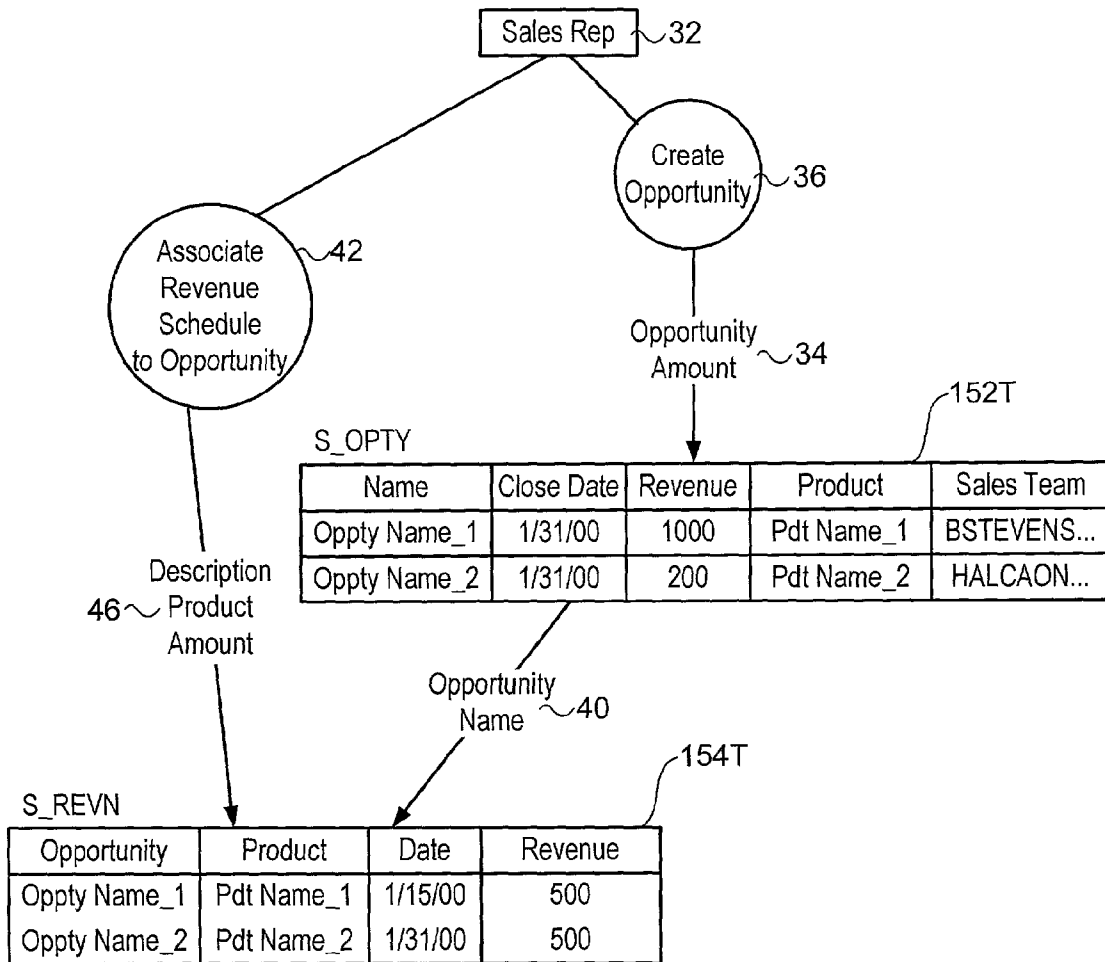 Sales Rep 32
Create
Opportunity 36
Associate
Revenue
Schedule
to Opportunity
42
Opportunity
Amount
34
152T
S_OPTY
Name Close Date Revenue Product Sales Team
Oppty Name_1 1/31/00 1000 Pdt Name_1 BSTEVENS...
Oppty Name_2 1/31/00 200 Pdt Name_2 HALCAON...
Description
Product
Amount
46
Opportunity
Name
40
154T
S_REVN
Opportunity Product Date Revenue
Oppty Name_1 Pdt Name_1 1/15/00 500
Oppty Name_2 Pdt Name_2 1/31/00 500